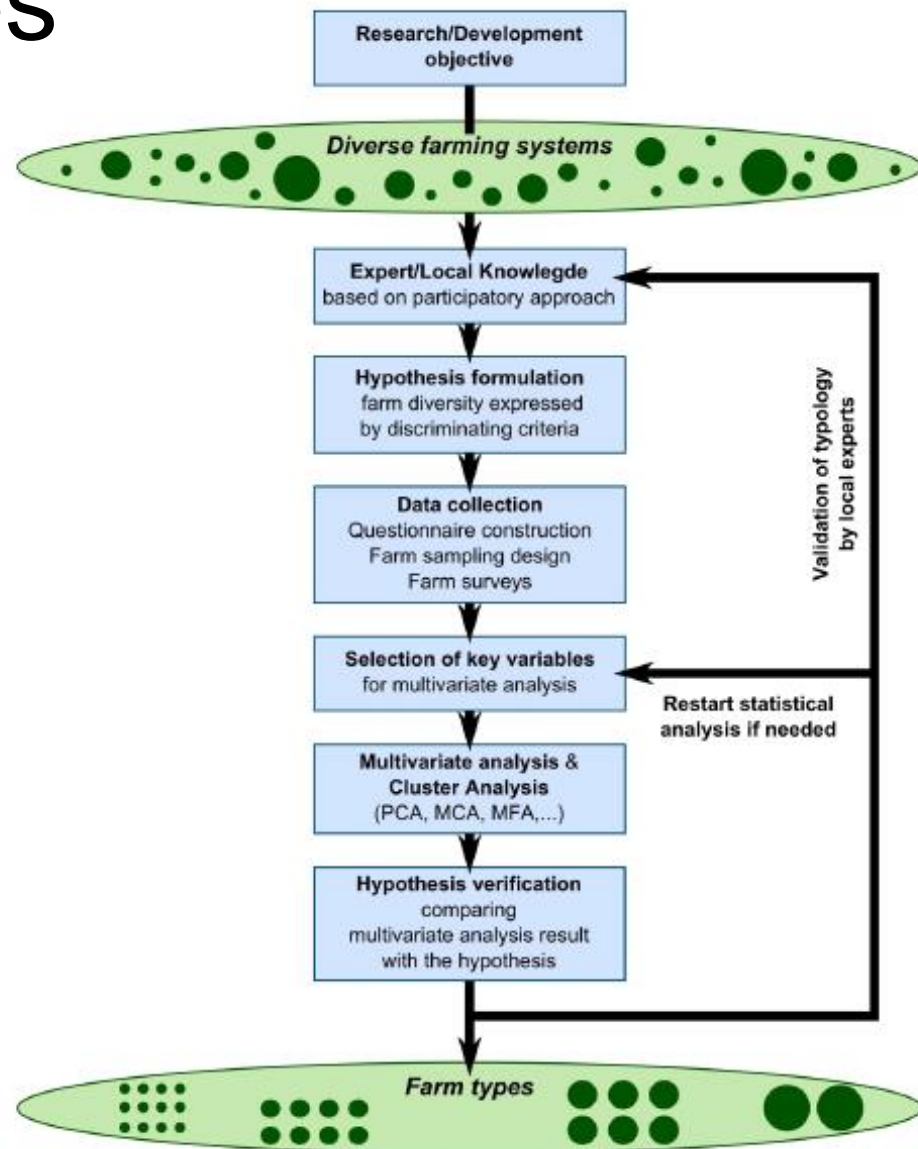 Research/Development
objective
Diverse farming systems
Expert/Local Knowlegde
based on participatory approach
Hypothesis formulation
farm diversity expressed
by discriminating criteria
Data collection
Questionnaire construction
Farm sampling design
Farm surveys
Validation of typology
by local experts
Selection of key variables
for multivariate analysis
Restart statistical
analysis if needed
Multivariate analysis &
Cluster Analysis
(PCA, MCA, MFA,...)
Hypothesis verification
comparing
multivariate analysis result
with the hypothesis
Farm types